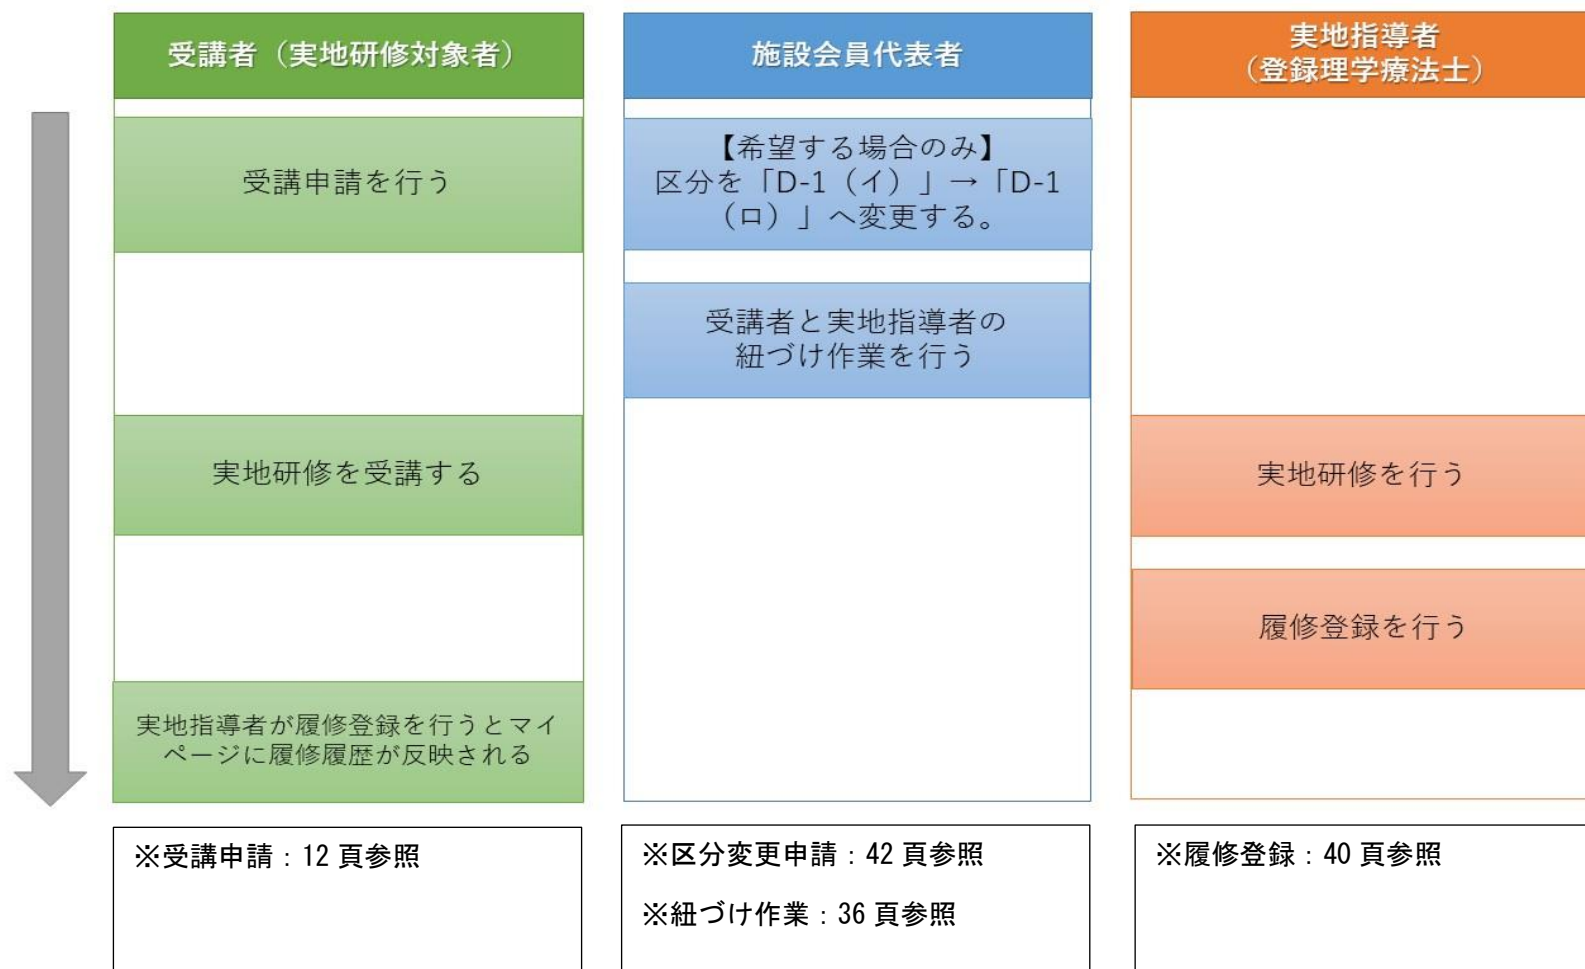 受講者（実地研修対象者）
受講申請を行う
実地研修を受講する
実地指導者が履修登録を行うとマイ
ページに履修履歴が反映される
※受講申請：12 頁参照
施設会員代表者
【希望する場合のみ】
区分を「D-1（イ）」→「D-1
（ロ）」へ変更する。
受講者と実地指導者の
紐づけ作業を行う
※区分変更申請：42 頁参照
※紐づけ作業：36 頁参照
実地指導者
（登録理学療法士）
実地研修を行う
履修登録を行う
※履修登録：40 頁参照